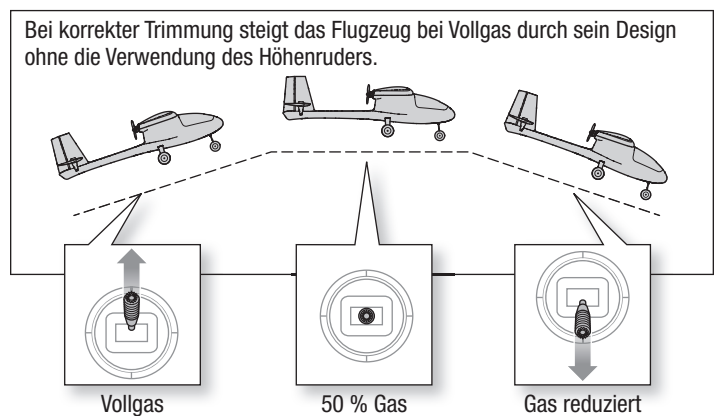 Bei korrekter Trimmung steigt das Flugzeug bei Vollgas durch sein Design
ohne die Verwendung des Höhenruders.
Vollgas
50 % Gas
Gas reduziert